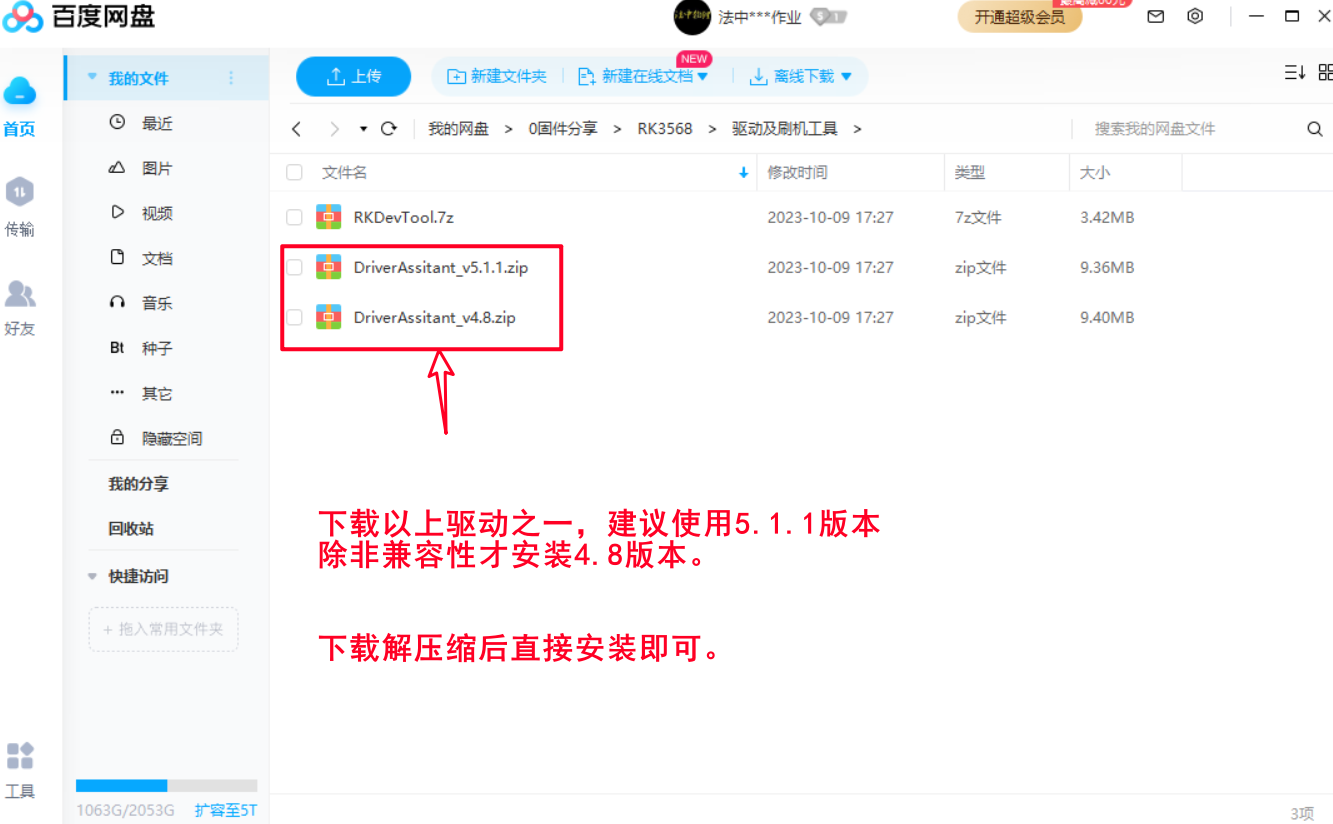 百度网盘
法中***作业
S 1
开通超级会员
首页
传输
好友
工具
我的文件
最近
图片
视频
文档
音乐
Bt 种子
其它
隐藏空间
我的分享
回收站
快捷访问
+ 拖入常用文件夹
1063G/2053G 扩容至5T
上传
新建文件夹
新建在线文档
NEW
离线下载
我的网盘 > 0固件分享 > RK3568 > 驱动及刷机工具 >
搜索我的网盘文件
文件名 修改时间 类型 大小
RKDevTool.7z 2023-10-09 17:27 7z文件 3.42MB
DriverAssitant_v5.1.1.zip 2023-10-09 17:27 zip文件 9.36MB
DriverAssitant_v4.8.zip 2023-10-09 17:27 zip文件 9.40MB
下载以上驱动之一，建议使用5.1.1版本
除非兼容性才安装4.8版本。
下载解压缩后直接安装即可。
3项